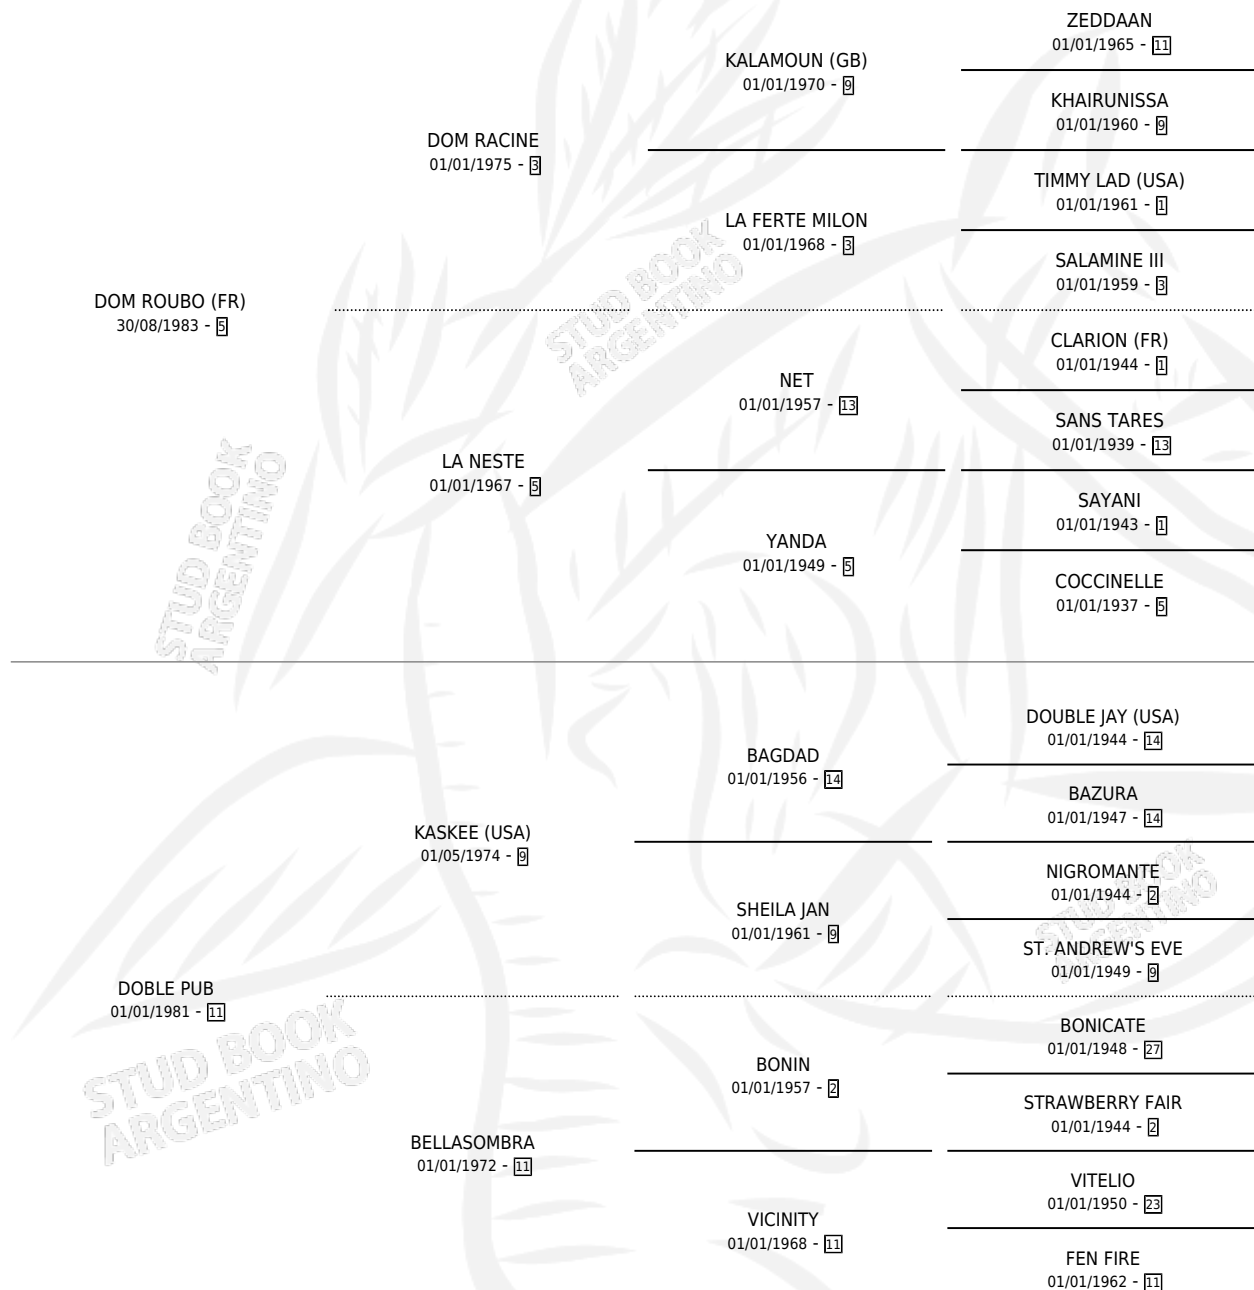 ZEDDAAN
01/01/1965 - 11
KALAMOUN (GB)
01/01/1970 - 9
KHAIRUNISSA
01/01/1960 - 9
DOM RACINE
01/01/1975 - 3
TIMMY LAD (USA)
01/01/1961 - 1
LA FERTE MILON
01/01/1968 - 3
SALAMINE III
01/01/1959 - 3
DOM ROUBO (FR)
30/08/1983 - 5
CLARION (FR)
01/01/1944 - 1
NET
01/01/1957 - 13
SANS TARES
01/01/1939 - 13
LA NESTE
01/01/1967 - 5
SAYANI
01/01/1943 - 1
YANDA
01/01/1949 - 5
COCCINELLE
01/01/1937 - 5
DOUBLE JAY (USA)
01/01/1944 - 14
BAGDAD
01/01/1956 - 14
BAZURA
01/01/1947 - 14
KASKEE (USA)
01/05/1974 - 9
NIGROMANTE
01/01/1944 - 2
SHEILA JAN
01/01/1961 - 9
ST. ANDREW'S EVE
01/01/1949 - 9
DOBLE PUB
01/01/1981 - 11
BONICATE
01/01/1948 - 27
BONIN
01/01/1957 - 2
STRAWBERRY FAIR
01/01/1944 - 2
BELLASOMBRA
01/01/1972 - 11
VITELIO
01/01/1950 - 23
VICINITY
01/01/1968 - 11
FEN FIRE
01/01/1962 - 11
STUD BOOK
ARGENTINO
STUD BOOK
ARGENTINO
STUD BOOK
ARGENTINO
STUD BOOK
ARGENTINO